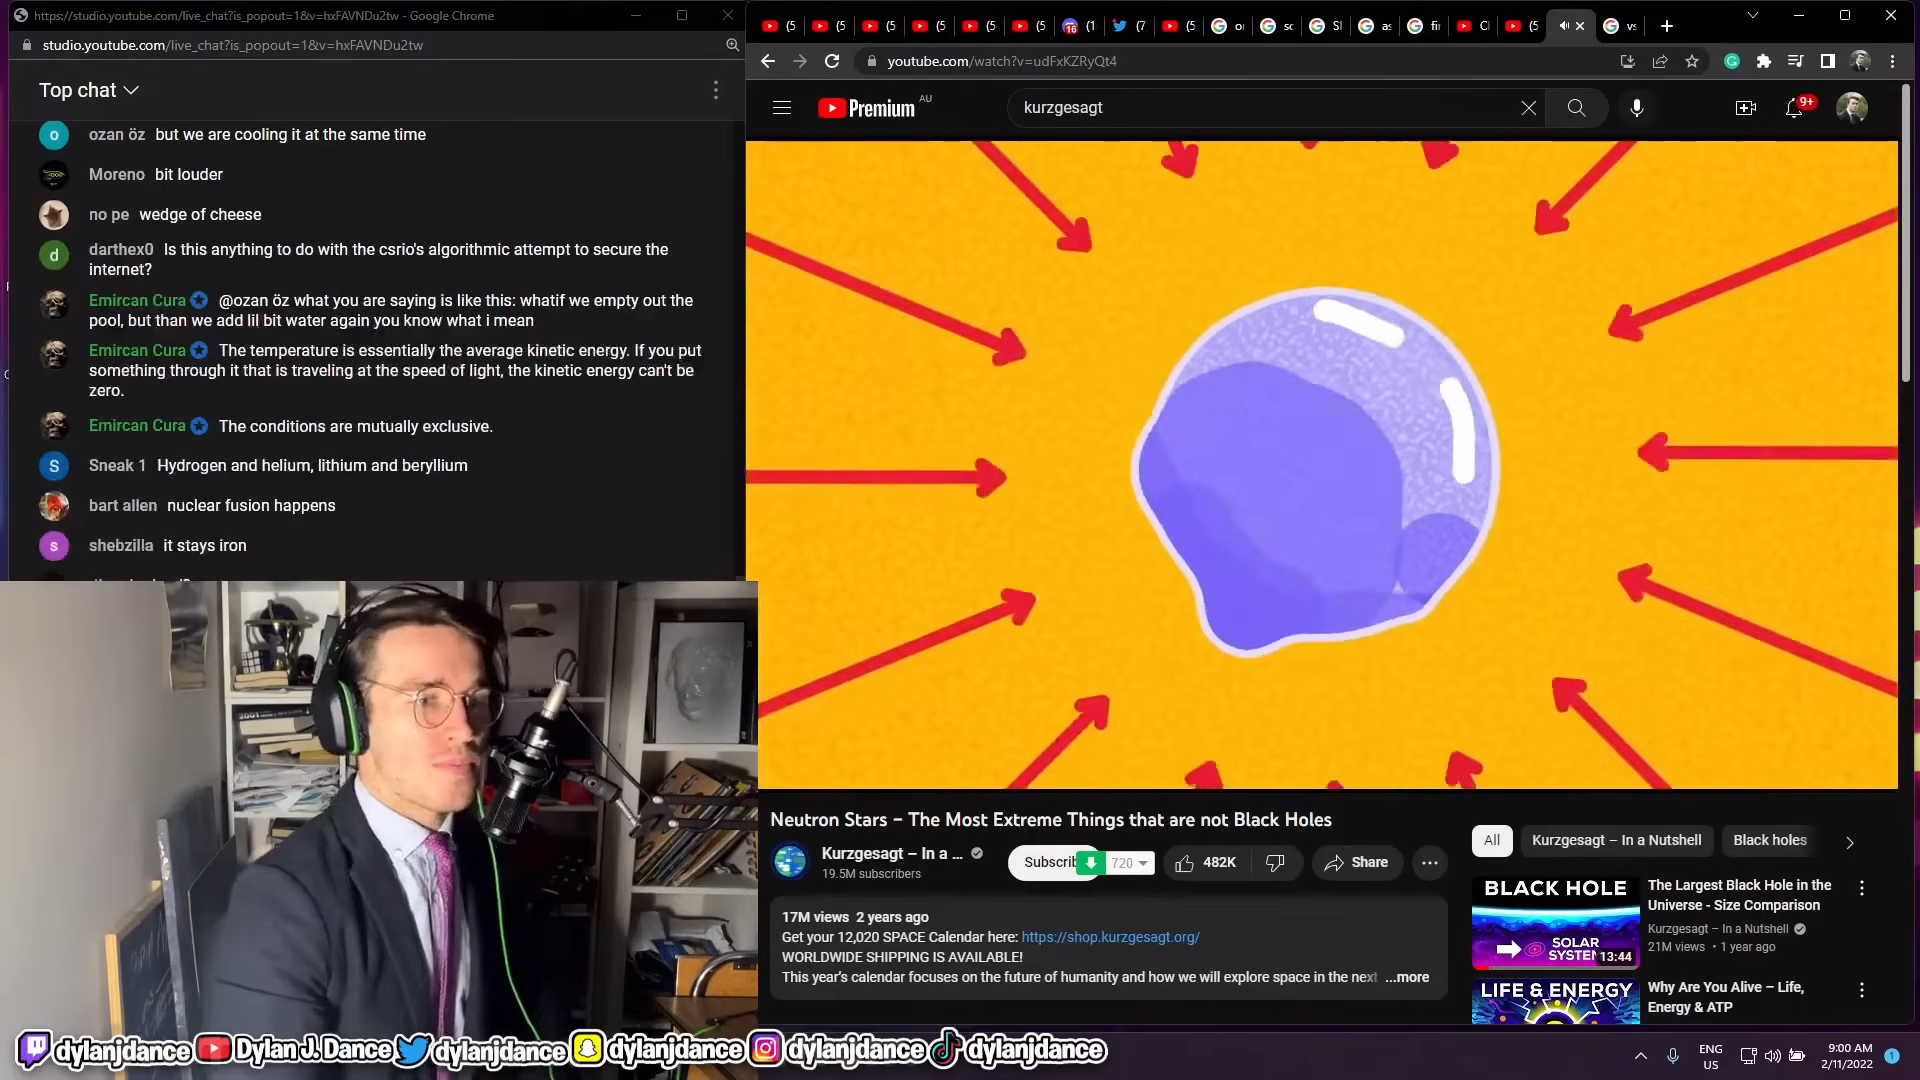 https://studio.youtube.com/live_chat?is_popout=1&v=hxFAVNDu2tw - Google Chrome
studio.youtube.com/live_chat?is_popout=1&v=hxFAVNDu2tw
Top chat
ozan öz but we are cooling it at the same time
Moreno bit louder
no pe wedge of cheese
darthex0 Is this anything to do with the csrio's algorithmic attempt to secure the
internet?
Emircan Cura @ozan öz what you are saying is like this: whatif we empty out the
pool, but than we add lil bit water again you know what i mean
Emircan Cura The temperature is essentially the average kinetic energy. If you put
something through it that is traveling at the speed of light, the kinetic energy can't be
zero.
Emircan Cura The conditions are mutually exclusive.
S Sneak 1 Hydrogen and helium, lithium and beryllium
bart allen nuclear fusion happens
s shebzilla it stays iron
youtube.com/watch?v=udFxKZRyQt4
Premium AU
kurzgesagt
9+
Neutron Stars – The Most Extreme Things that are not Black Holes
Kurzgesagt – In a ...
19.5M subscribers
Subscrib
720
482K
Share
17M views 2 years ago
Get your 12,020 SPACE Calendar here: https://shop.kurzgesagt.org/
WORLDWIDE SHIPPING IS AVAILABLE!
This year's calendar focuses on the future of humanity and how we will explore space in the next ...more
All
Kurzgesagt – In a Nutshell
Black holes
BLACK HOLE
SOLAR
SYSTEM
13:44
The Largest Black Hole in the
Universe - Size Comparison
Kurzgesagt – In a Nutshell
21M views • 1 year ago
LIFE & ENERGY
Why Are You Alive – Life,
Energy & ATP
dylanjdance
Dylan J. Dance
dylanjdance
dylanjdance
dylanjdance
dylanjdance
ENG
US
9:00 AM
2/11/2022
1